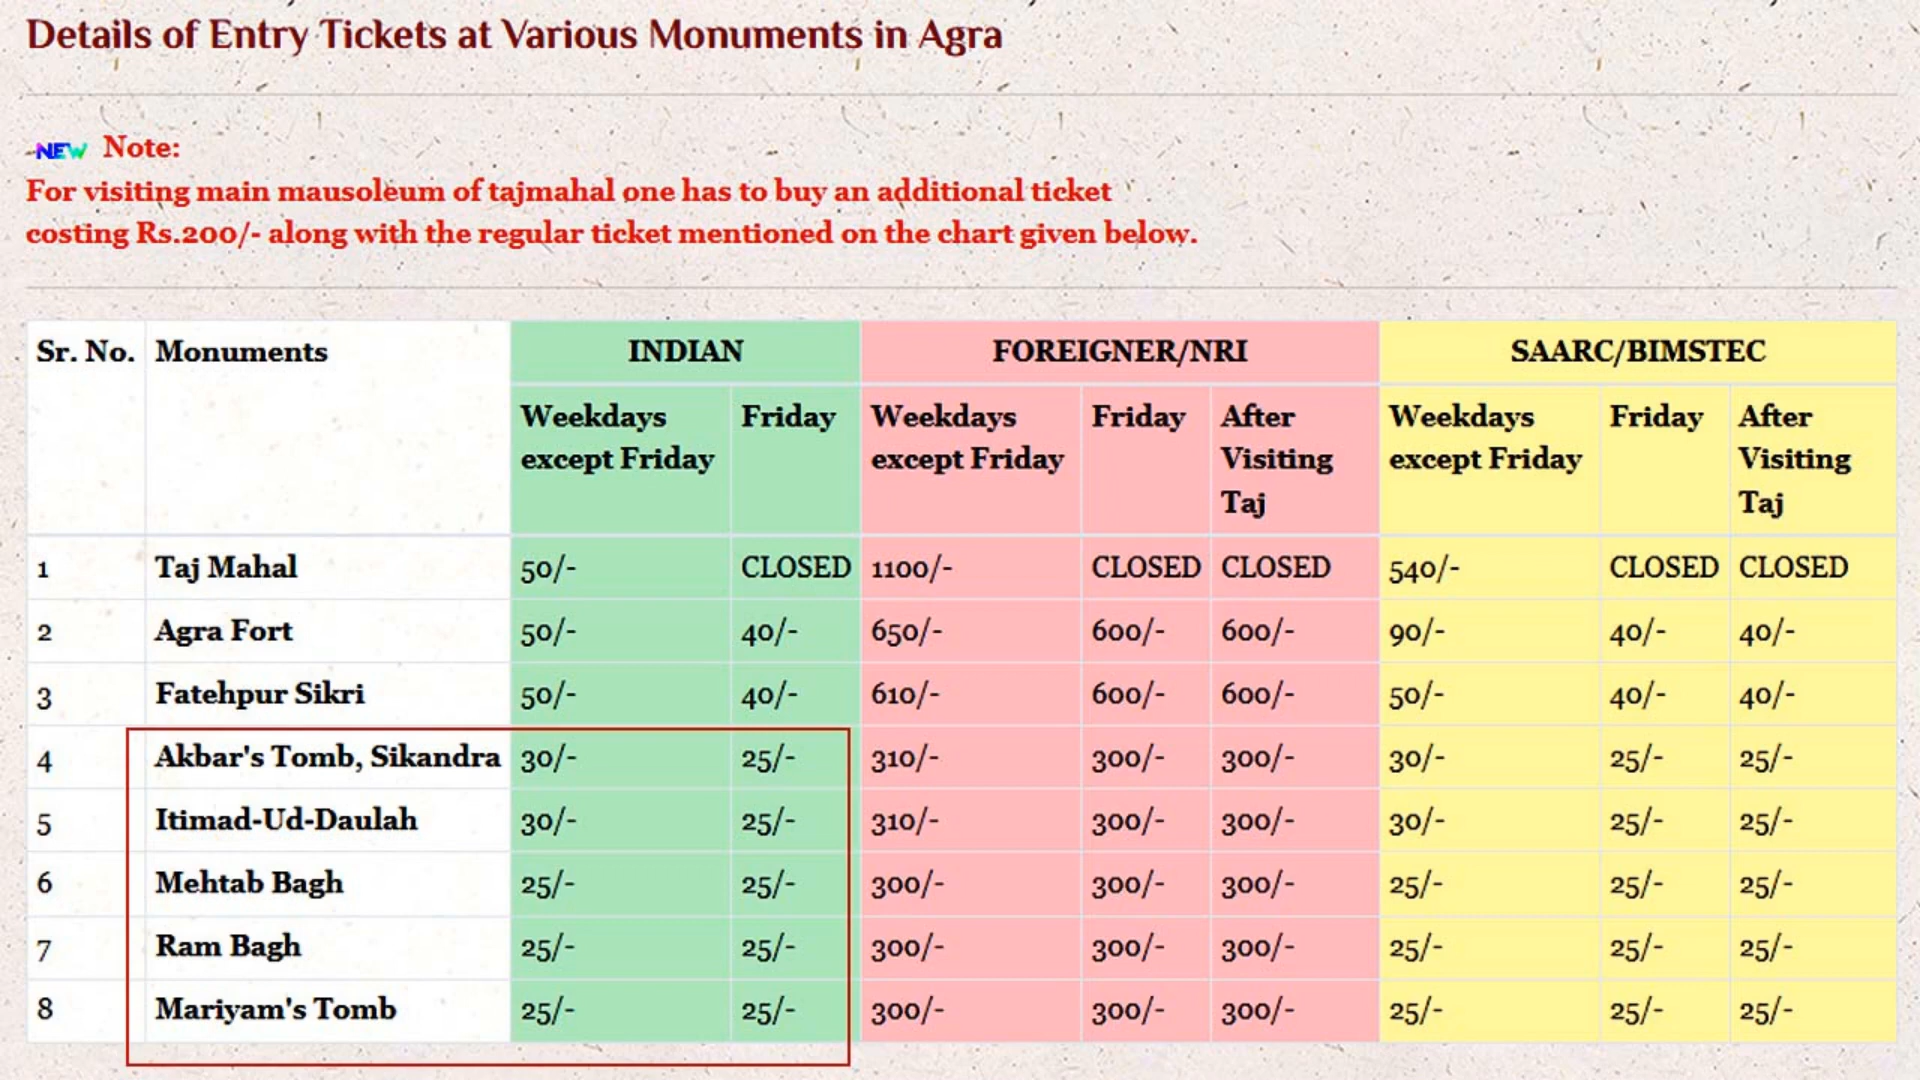 Details of Entry Tickets at Various Monuments in Agra
NEW Note:
For visiting main mausoleum of tajmahal one has to buy an additional ticket
costing Rs.200/- along with the regular ticket mentioned on the chart given below.
Sr. No. Monuments INDIAN FOREIGNER/NRI SAARC/BIMSTEC
Weekdays except Friday Friday Weekdays except Friday Friday After Visiting Taj Weekdays except Friday Friday After Visiting Taj
1 Taj Mahal 50/- CLOSED 1100/- CLOSED CLOSED 540/- CLOSED CLOSED
2 Agra Fort 50/- 40/- 650/- 600/- 600/- 90/- 40/- 40/-
3 Fatehpur Sikri 50/- 40/- 610/- 600/- 600/- 50/- 40/- 40/-
4 Akbar's Tomb, Sikandra 30/- 25/- 310/- 300/- 300/- 30/- 25/- 25/-
5 Itimad-Ud-Daulah 30/- 25/- 310/- 300/- 300/- 30/- 25/- 25/-
6 Mehtab Bagh 25/- 25/- 300/- 300/- 300/- 25/- 25/- 25/-
7 Ram Bagh 25/- 25/- 300/- 300/- 300/- 25/- 25/- 25/-
8 Mariyam's Tomb 25/- 25/- 300/- 300/- 300/- 25/- 25/- 25/-